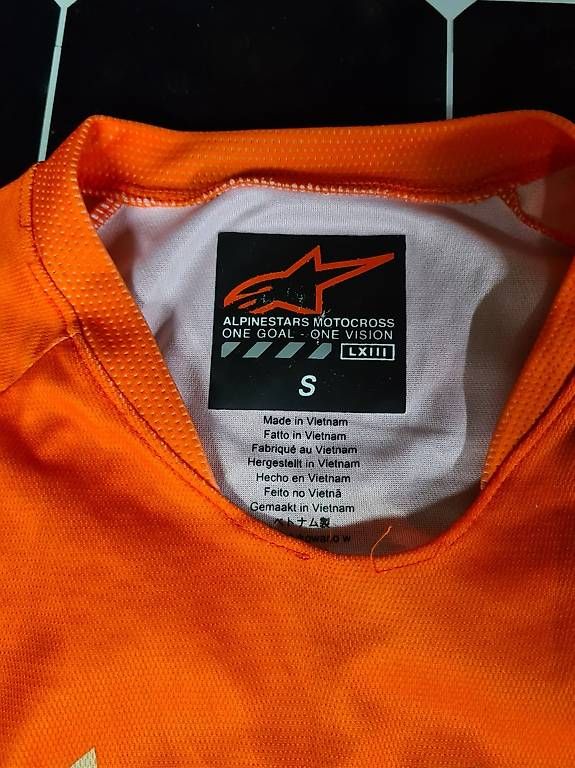 ALPINESTARS MOTOCROSS
ONE GOAL - ONE VISION
LXIII
S
Made in Vietnam
Fatto in Vietnam
Fabriqué au Vietnam
Hergestellt in Vietnam
Hecho en Vietnam
Feito no Vietnã
Gemaakt in Vietnam
ベトナム製